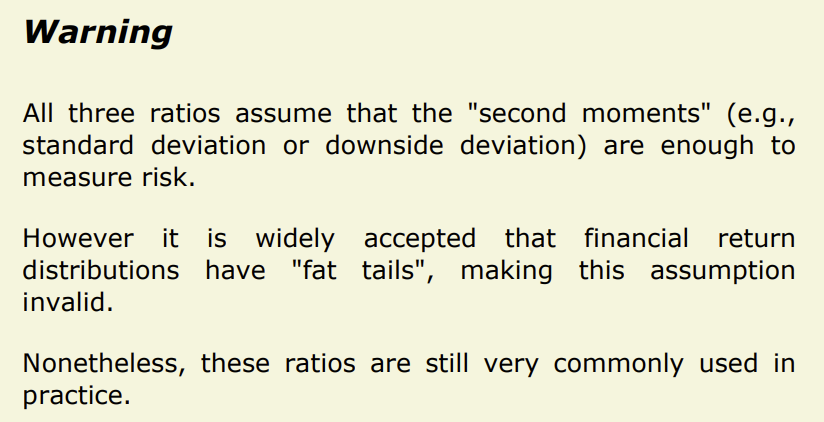 Warning
All three ratios assume that the "second moments" (e.g.,
standard deviation or downside deviation) are enough to
measure risk.
However it is widely accepted that financial return
distributions have "fat tails", making this assumption
invalid.
Nonetheless, these ratios are still very commonly used in
practice.